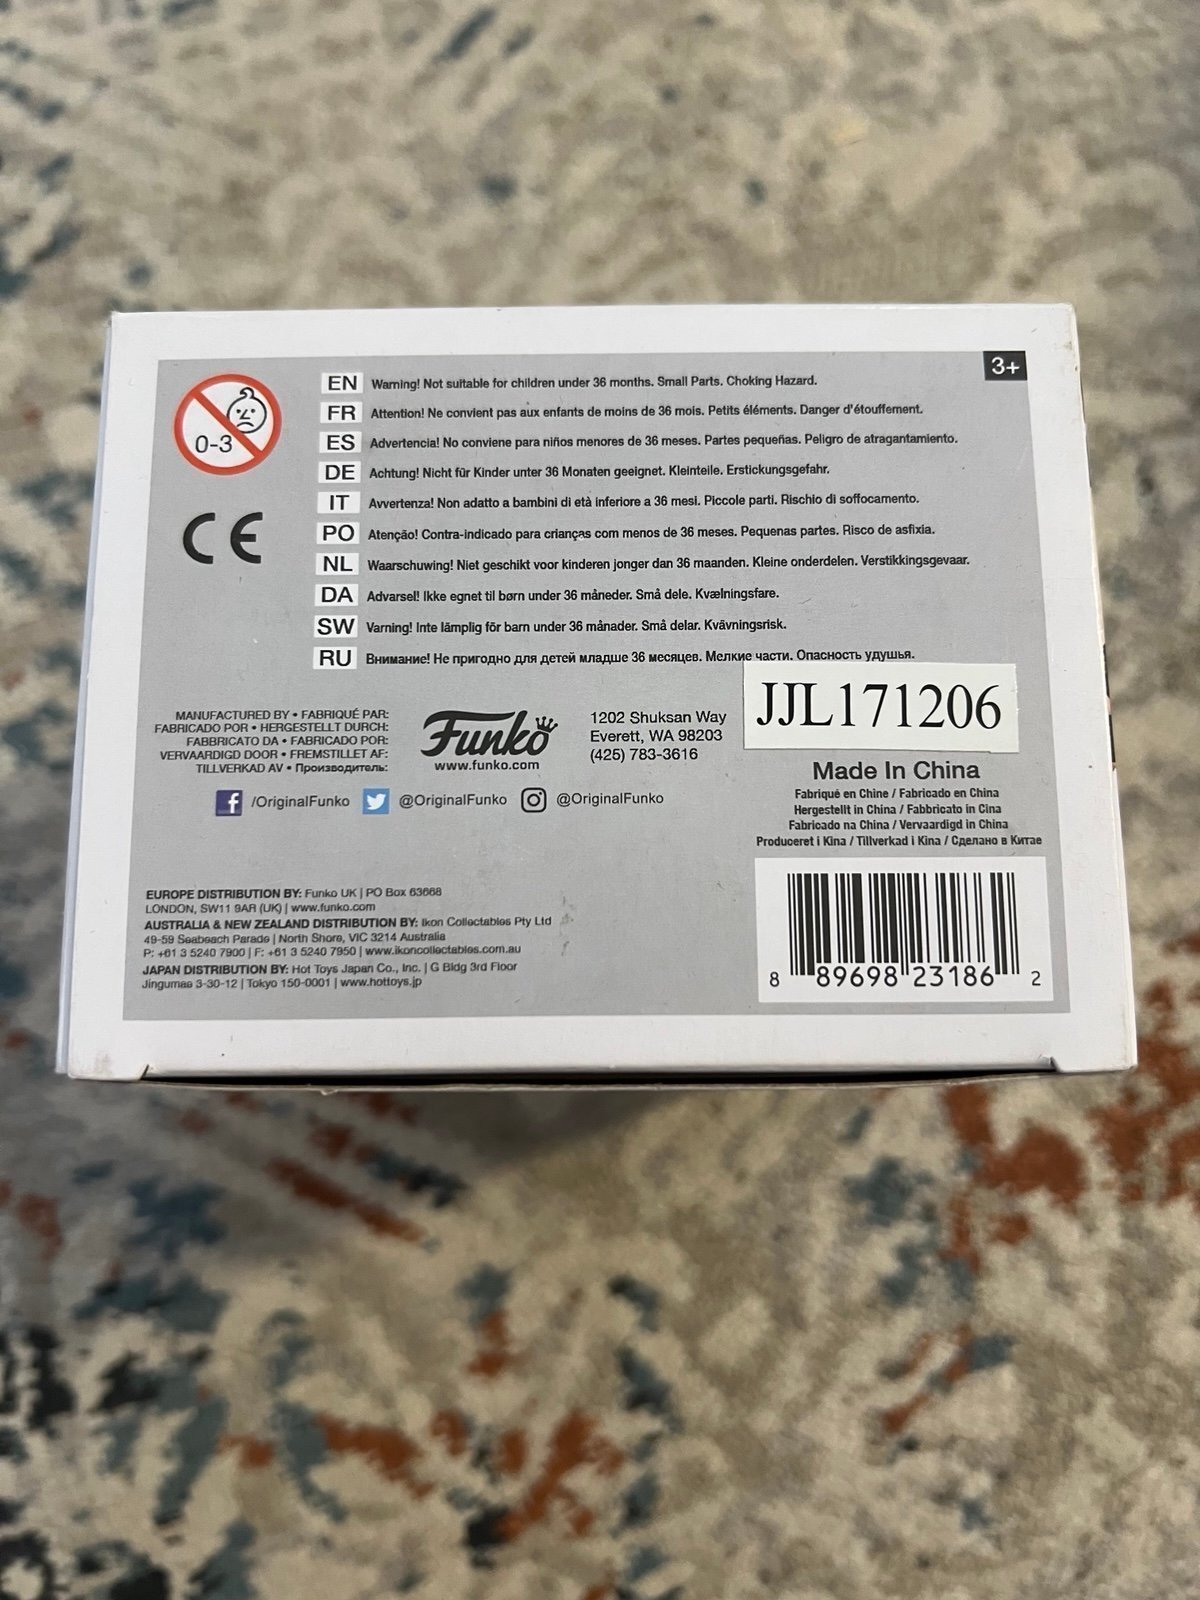 3+
0-3
CE
EN Warning! Not suitable for children under 36 months. Small Parts. Choking Hazard.
FR Attention! Ne convient pas aux enfants de moins de 36 mois. Petits éléments. Danger d'étouffement.
ES Advertencia! No conviene para niños menores de 36 meses. Partes pequeñas. Peligro de atragantamiento.
DE Achtung! Nicht für Kinder unter 36 Monaten geeignet. Kleinteile. Erstickungsgefahr.
IT Avvertenza! Non adatto a bambini di età inferiore a 36 mesi. Piccole parti. Rischio di soffocamento.
PO Atenção! Contra-indicado para crianças com menos de 36 meses. Pequenas partes. Risco de asfixia.
NL Waarschuwing! Niet geschikt voor kinderen jonger dan 36 maanden. Kleine onderdelen. Verstikkingsgevaar.
DA Advarsel! Ikke egnet til børn under 36 måneder. Små dele. Kvælningsfare.
SW Varning! Inte lämplig för barn under 36 månader. Små delar. Kvävningsrisk.
RU Внимание! Не пригодно для детей младше 36 месяцев. Мелкие части. Опасность удушья.
MANUFACTURED BY • FABRIQUÉ PAR:
FABRICADO POR • HERGESTELLT DURCH:
FABBRICATO DA • FABRICADO POR:
VERVAARDIGD DOOR • FREMSTILLET AF:
TILLVERKAD AV • Производитель:
Funko
www.funko.com
1202 Shuksan Way
Everett, WA 98203
(425) 783-3616
JJL171206
/OriginalFunko @OriginalFunko @OriginalFunko
Made In China
Fabriqué en Chine / Fabricado en China
Hergestellt in China / Fabbricato in Cina
Fabricado na China / Vervaardigd in China
Produceret i Kina / Tillverkad i Kina / Сделано в Китае
EUROPE DISTRIBUTION BY: Funko UK | PO Box 63668
LONDON, SW11 9AR (UK) | www.funko.com
AUSTRALIA & NEW ZEALAND DISTRIBUTION BY: Ikon Collectables Pty Ltd
49-59 Seabeach Parade | North Shore, VIC 3214 Australia
P: +61 3 5240 7900 | F: +61 3 5240 7950 | www.ikoncollectables.com.au
JAPAN DISTRIBUTION BY: Hot Toys Japan Co., Inc. | G Bldg 3rd Floor
Jingumae 3-30-12 | Tokyo 150-0001 | www.hottoys.jp
8 89698 23186 2